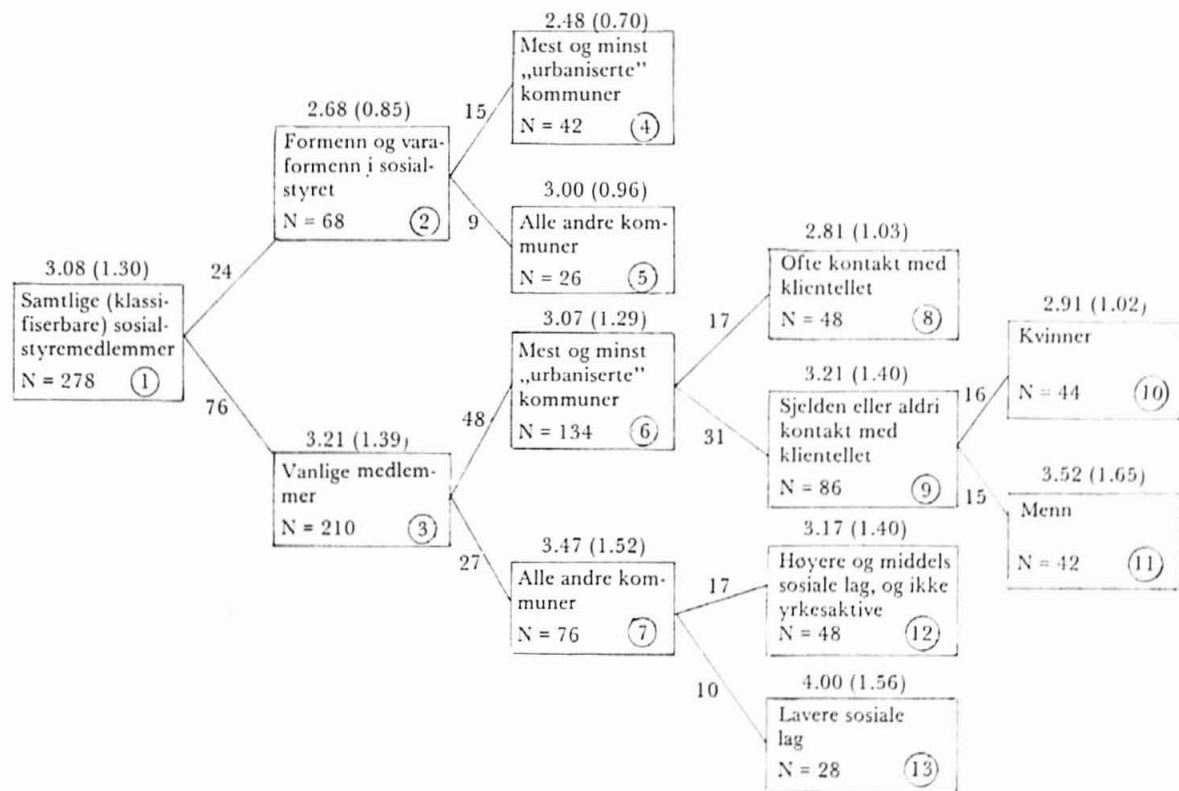 2.48 (0.70)
Mest og minst
„urbaniserte”
kommuner
N = 42 4
15
2.68 (0.85)
Formenn og vara-
formenn i sosial-
styret
N = 68 2
9
3.00 (0.96)
Alle andre kom-
muner
N = 26 5
24
3.08 (1.30)
Samtlige (klassi-
fiserbare) sosial-
styremedlemmer
N = 278 1
76
3.21 (1.39)
Vanlige medlem-
mer
N = 210 3
48
3.07 (1.29)
Mest og minst
„urbaniserte”
kommuner
N = 134 6
27
3.47 (1.52)
Alle andre kom-
muner
N = 76 7
17
2.81 (1.03)
Ofte kontakt med
klientellet
N = 48 8
31
3.21 (1.40)
Sjelden eller aldri
kontakt med
klientellet
N = 86 9
16
2.91 (1.02)
Kvinner
N = 44 10
15
3.52 (1.65)
Menn
N = 42 11
17
3.17 (1.40)
Høyere og middels
sosiale lag, og ikke
yrkesaktive
N = 48 12
10
4.00 (1.56)
Lavere sosiale
lag
N = 28 13